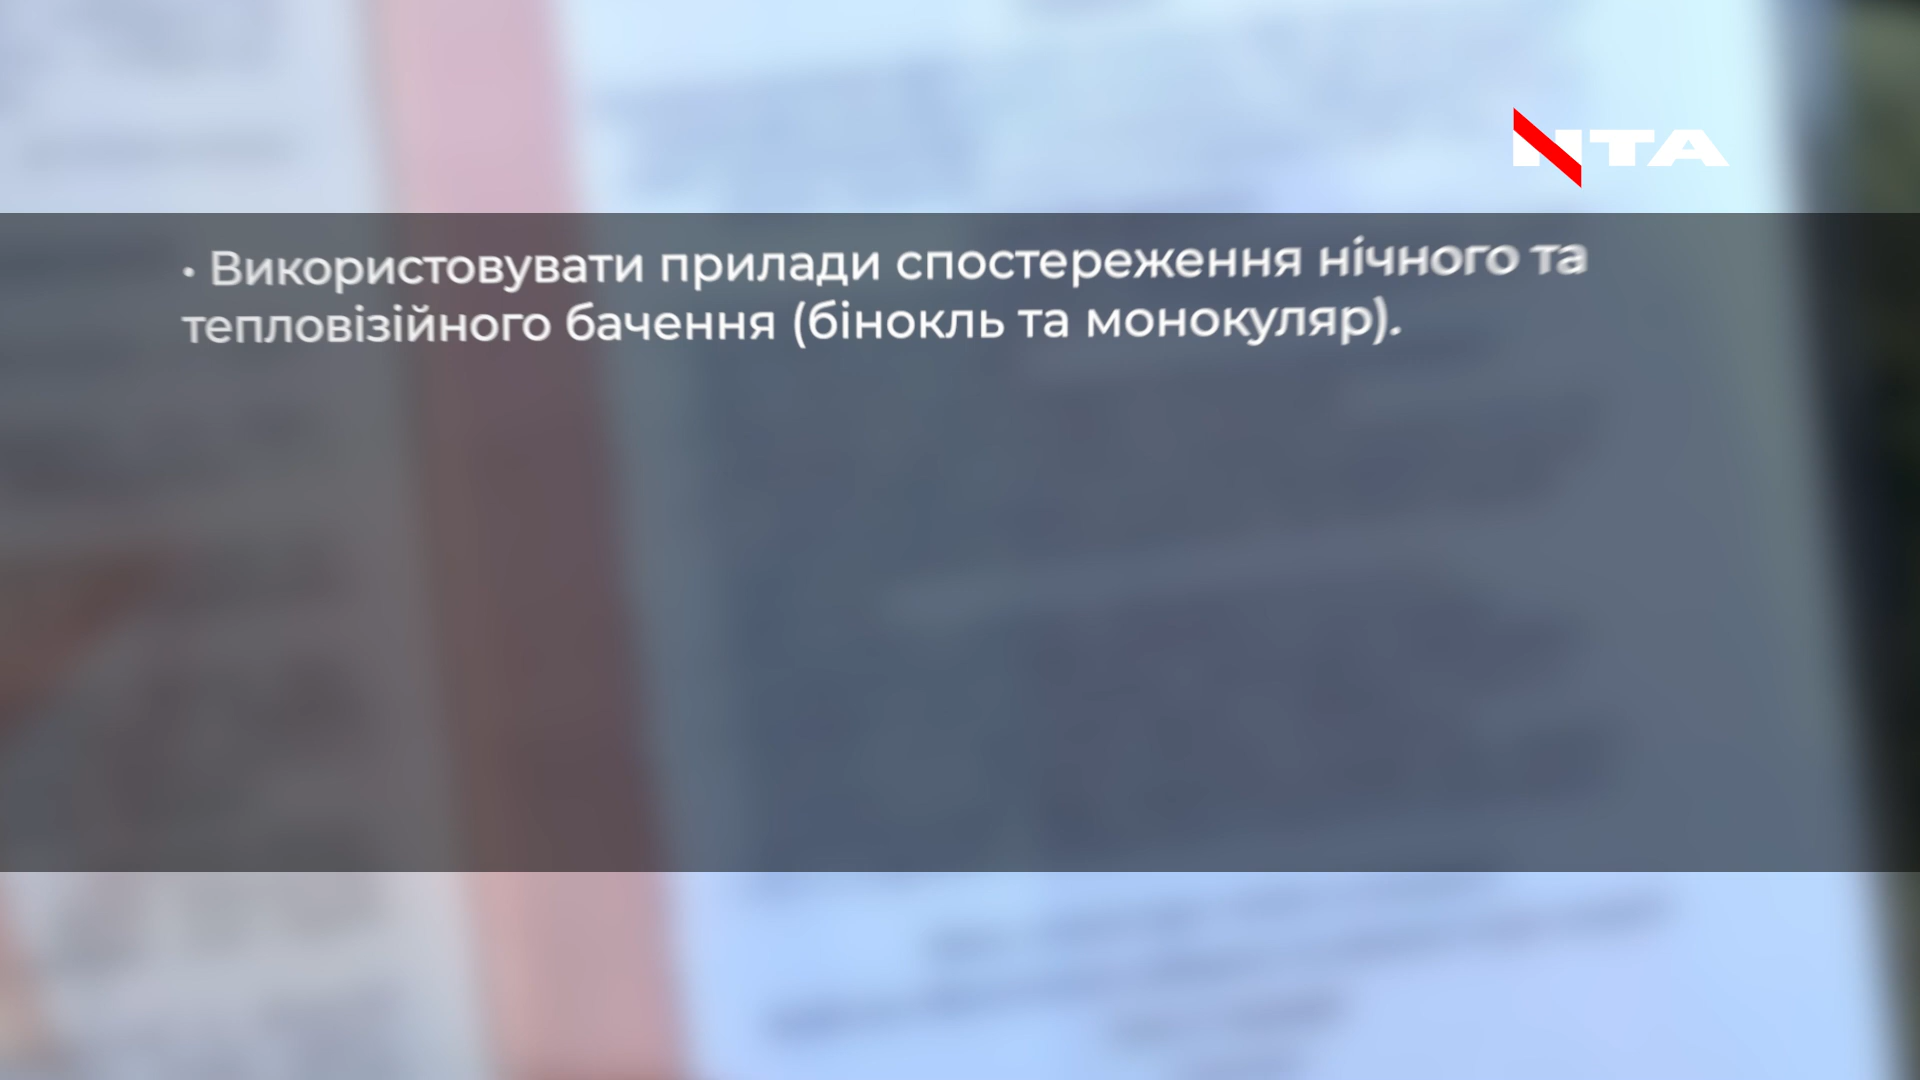 NTA
• Використовувати прилади спостереження нічного та
тепловізійного бачення (бінокль та монокуляр).